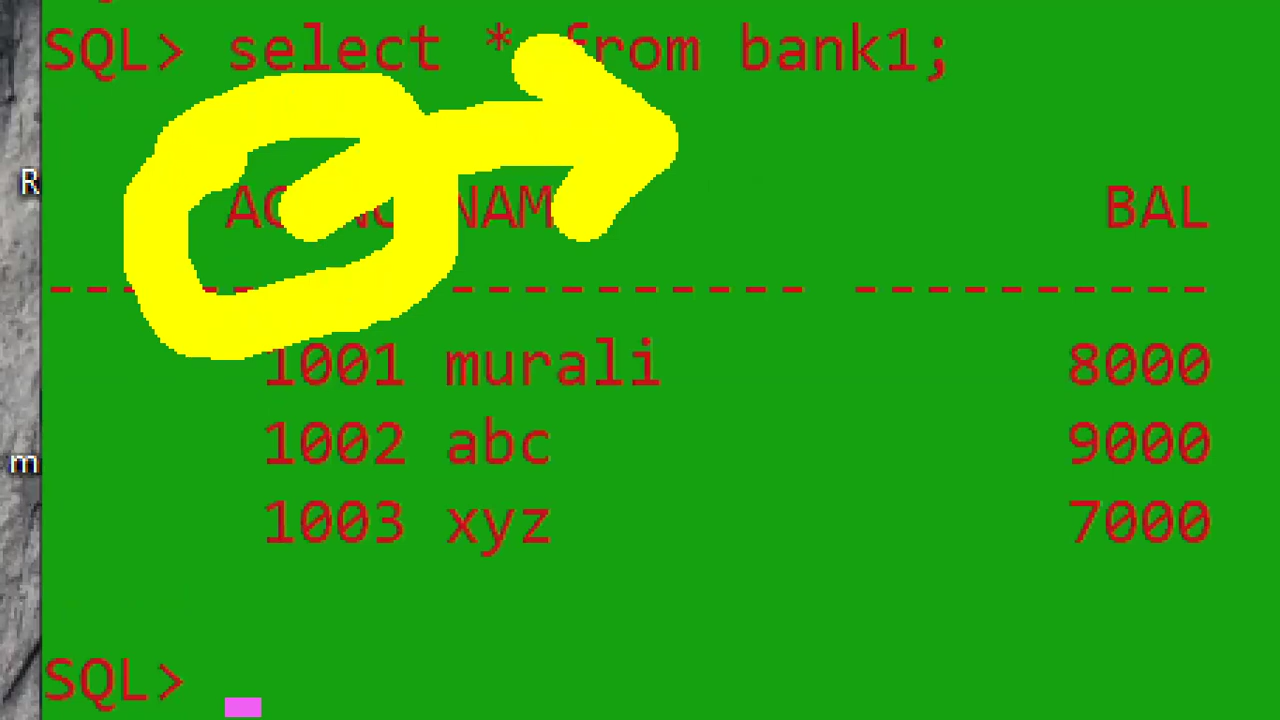 SQL> select * from bank1;
BAL
1001 murali 8000
1002 abc 9000
1003 xyz 7000
SQL>
R
m